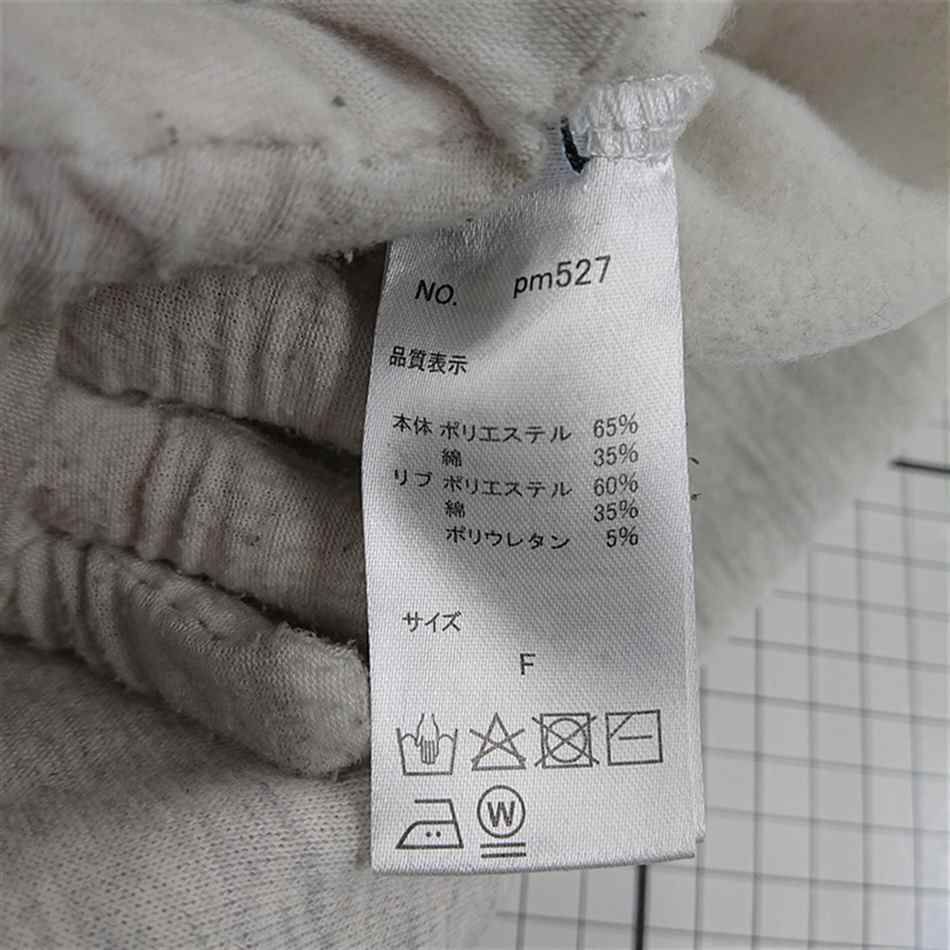 NO. pm527
品質表示
本体 ポリエステル 65%
綿 35%
リブ ポリエステル 60%
綿 35%
ポリウレタン 5%
サイズ
F
W